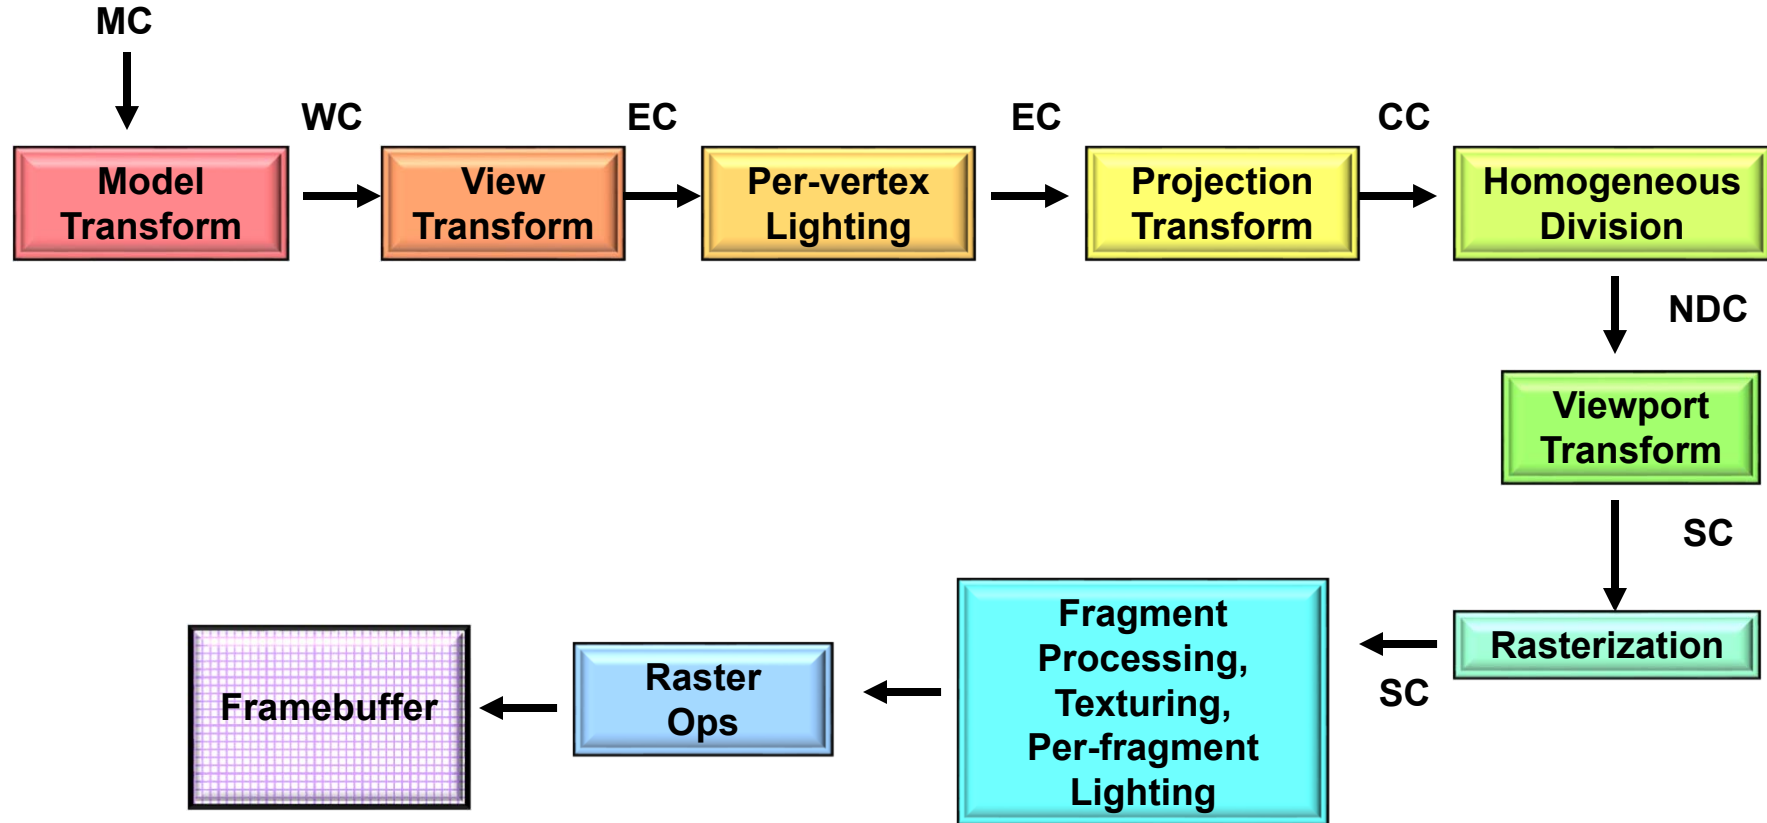 MC
WC
EC
EC
CC
Model
Transform
View
Transform
Per-vertex
Lighting
Projection
Transform
Homogeneous
Division
NDC
Viewport
Transform
SC
Rasterization
SC
Fragment
Processing,
Texturing,
Per-fragment
Lighting
Raster
Ops
Framebuffer